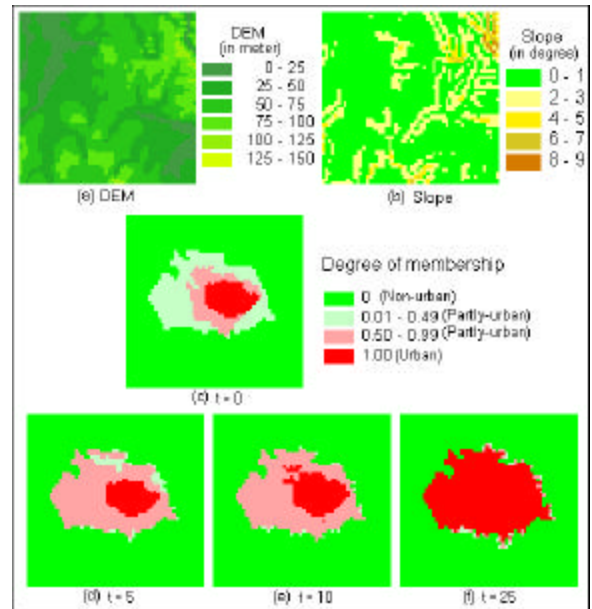 DEM
(in meter)
0 - 25
25 - 50
50 - 75
75 - 100
100 - 125
125 - 150
(a) DEM
Slope
(in degree)
0 - 1
2 - 3
4 - 5
6 - 7
8 - 9
(b) Slope
Degree of membership
0 (Non-urban)
0.01 - 0.49 (Partly-urban)
0.50 - 0.99 (Partly-urban)
1.00 (Urban)
(c) t = 0
(d) t = 5
(e) t = 10
(f) t = 25